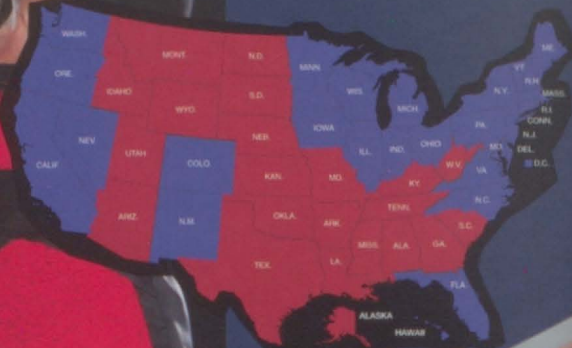 WASH.
MONT.
N.D.
MINN.
ME.
ORE.
IDAHO
S.D.
WIS.
MICH.
VT.
N.H.
N.Y.
MASS.
WYO.
R.I.
CONN.
NEV.
NEB.
IOWA
PA.
N.J.
CALIF.
UTAH
COLO.
ILL.
IND.
OHIO
MD.
DEL.
W.V.
VA.
D.C.
KAN.
MO.
KY.
N.C.
ARIZ.
N.M.
OKLA.
ARK.
TENN.
S.C.
TEX.
LA.
MISS.
ALA.
GA.
FLA.
ALASKA
HAWAII